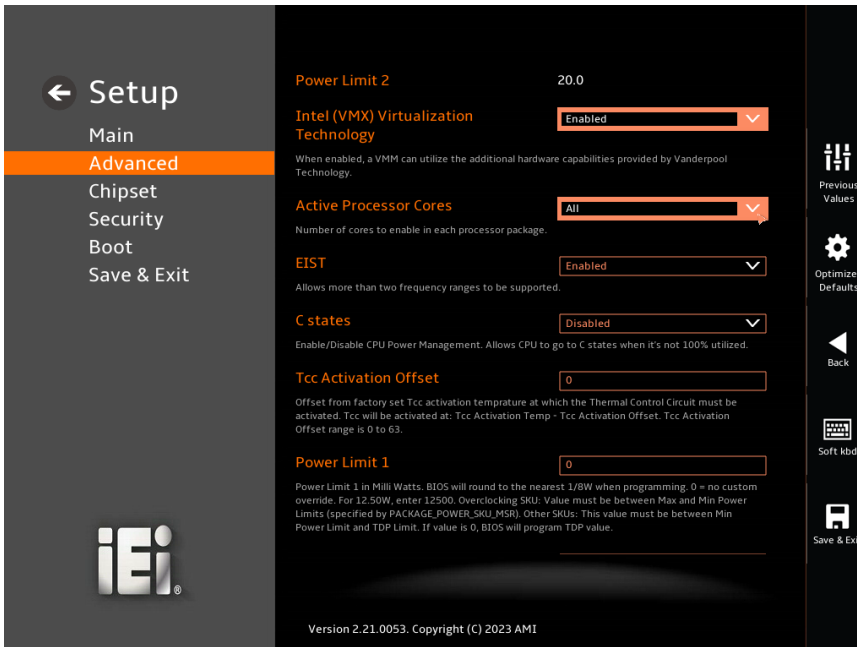 Setup
Main
Advanced
Chipset
Security
Boot
Save & Exit
iEi®
Power Limit 2 20.0
Intel (VMX) Virtualization
Technology
Enabled
When enabled, a VMM can utilize the additional hardware capabilities provided by Vanderpool
Technology.
Active Processor Cores All
Number of cores to enable in each processor package.
EIST Enabled
Allows more than two frequency ranges to be supported.
C states Disabled
Enable/Disable CPU Power Management. Allows CPU to go to C states when it's not 100% utilized.
Tcc Activation Offset 0
Offset from factory set Tcc activation temprature at which the Thermal Control Circuit must be
activated. Tcc will be activated at: Tcc Activation Temp - Tcc Activation Offset. Tcc Activation
Offset range is 0 to 63.
Power Limit 1 0
Power Limit 1 in Milli Watts. BIOS will round to the nearest 1/8W when programming. 0 = no custom
override. For 12.50W, enter 12500. Overclocking SKU: Value must be between Max and Min Power
Limits (specified by PACKAGE_POWER_SKU_MSR). Other SKUs: This value must be between Min
Power Limit and TDP Limit. If value is 0, BIOS will program TDP value.
Version 2.21.0053. Copyright (C) 2023 AMI
Previous
Values
Optimize
Defaults
Back
Soft kbd
Save & Exi